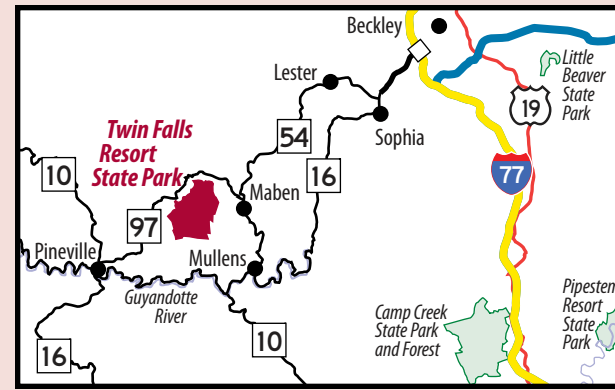 Beckley
Little
Beaver
State
Park
Lester
19
54
Sophia
Twin Falls
Resort
State Park
10
16
77
Maben
97
Pineville
Mullens
Guyandotte
River
Camp Creek
State Park
and Forest
Resort
State
Park
10
16